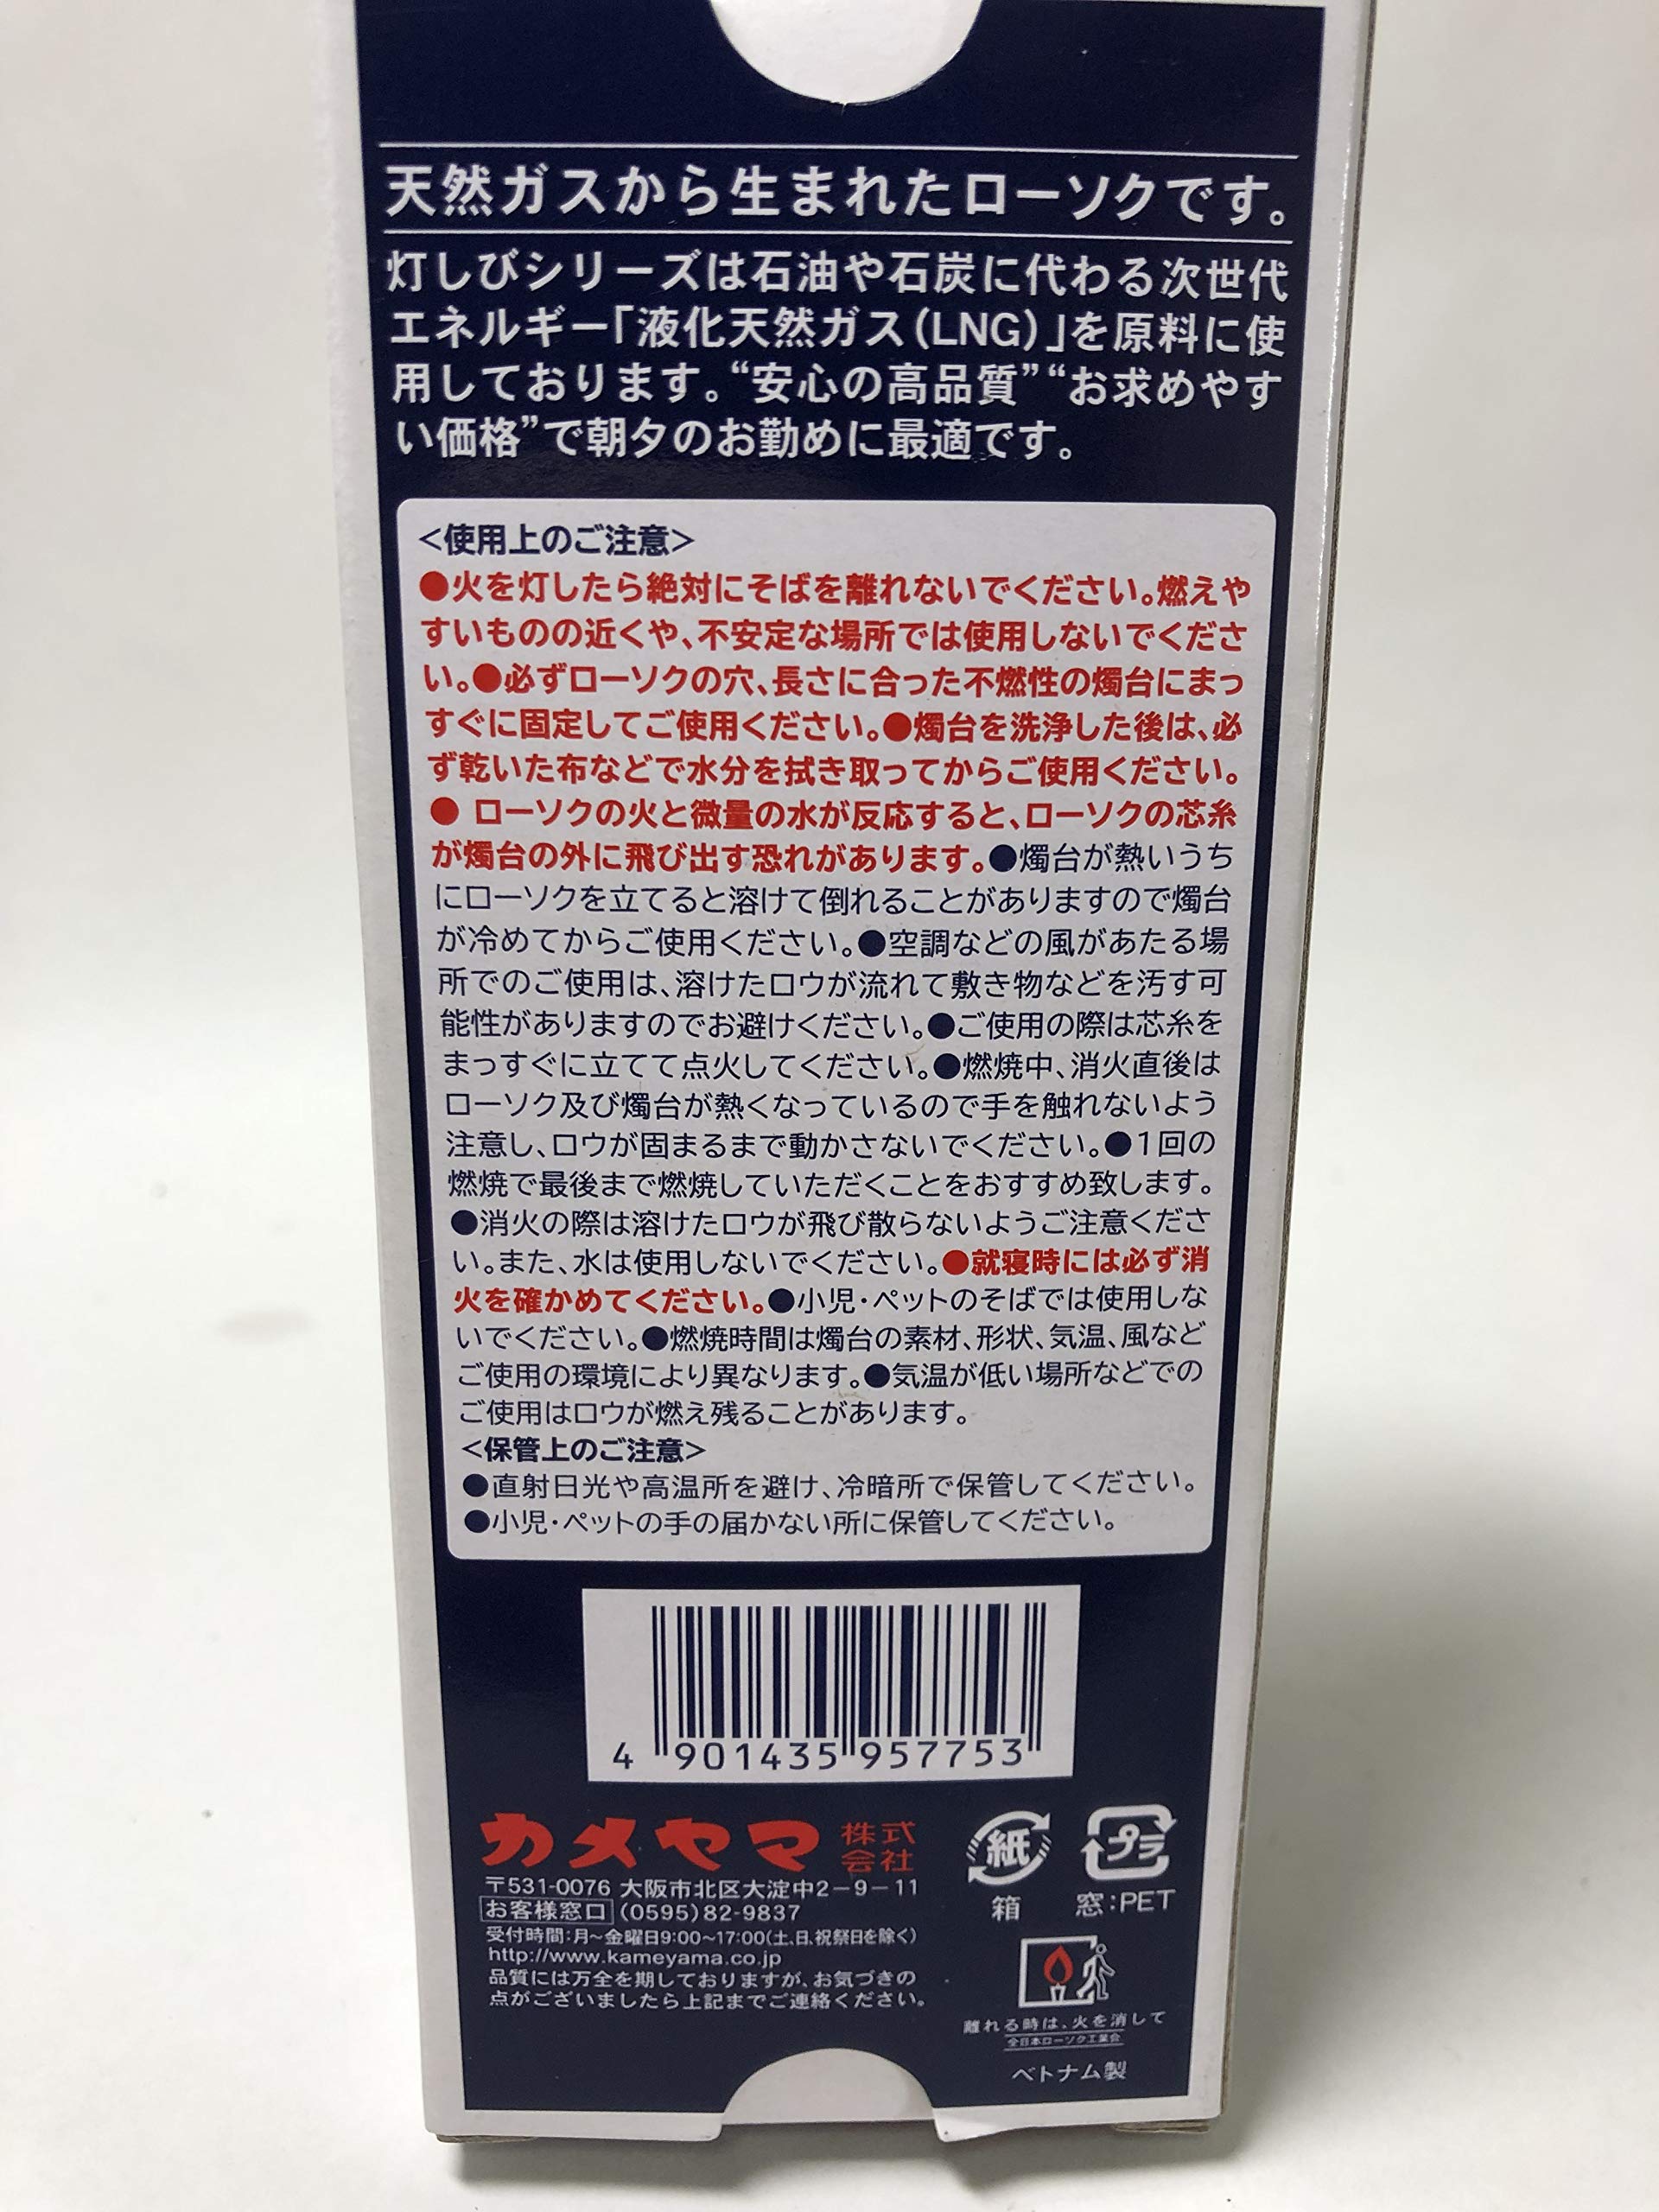 天然ガスから生まれたローソクです。
灯しびシリーズは石油や石炭に代わる次世代
エネルギー「液化天然ガス(LNG)」を原料に使
用しております。“安心の高品質”“お求めやす
い価格”で朝夕のお勤めに最適です。
<使用上のご注意>
●火を灯したら絶対にそばを離れないでください。燃えや
すいものの近くや、不安定な場所では使用しないでくださ
い。●必ずローソクの穴、長さに合った不燃性の燭台にまっ
すぐに固定してご使用ください。●燭台を洗浄した後は、必
ず乾いた布などで水分を拭き取ってからご使用ください。
● ローソクの火と微量の水が反応すると、ローソクの芯糸
が燭台の外に飛び出す恐れがあります。●燭台が熱いうち
にローソクを立てると溶けて倒れることがありますので燭台
が冷めてからご使用ください。●空調などの風があたる場
所でのご使用は、溶けたロウが流れて敷き物などを汚す可
能性がありますのでお避けください。●ご使用の際は芯糸を
まっすぐに立てて点火してください。●燃焼中、消火直後は
ローソク及び燭台が熱くなっているので手を触れないよう
注意し、ロウが固まるまで動かさないでください。●1回の
燃焼で最後まで燃焼していただくことをおすすめ致します。
●消火の際は溶けたロウが飛び散らないようご注意くださ
い。また、水は使用しないでください。●就寝時には必ず消
火を確かめてください。●小児・ペットのそばでは使用しな
いでください。●燃焼時間は燭台の素材、形状、気温、風など
ご使用の環境により異なります。●気温が低い場所などでの
ご使用はロウが燃え残ることがあります。
<保管上のご注意>
●直射日光や高温所を避け、冷暗所で保管してください。
●小児・ペットの手の届かない所に保管してください。
4 901435 957753
カメヤマ 株式会社
〒531-0076 大阪市北区大淀中2-9-11
お客様窓口 (0595)82-9837
受付時間:月~金曜日9:00~17:00(土、日、祝祭日を除く)
http://www.kameyama.co.jp
品質には万全を期しておりますが、お気づきの
点がございましたら上記までご連絡ください。
紙
箱
プラ
窓:PET
離れる時は、火を消して
全日本ローソク工業会
ベトナム製